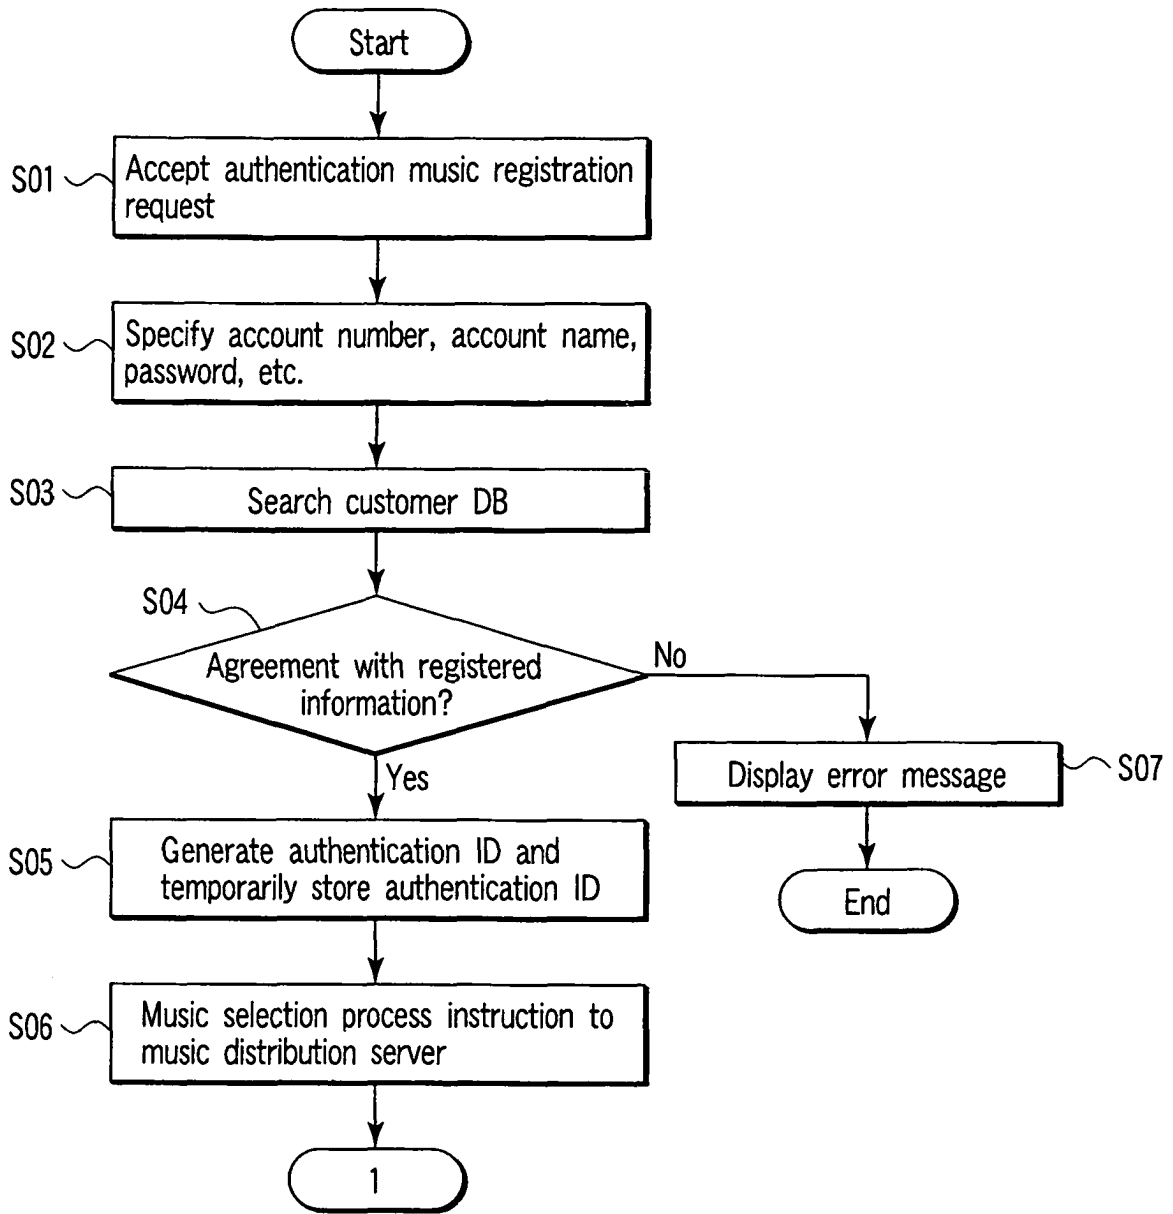 Start
S01
Accept authentication music registration
request
S02
Specify account number, account name,
password, etc.
S03
Search customer DB
S04
Agreement with registered
information?
No
Yes
Display error message
S07
S05
Generate authentication ID and
temporarily store authentication ID
End
S06
Music selection process instruction to
music distribution server
1